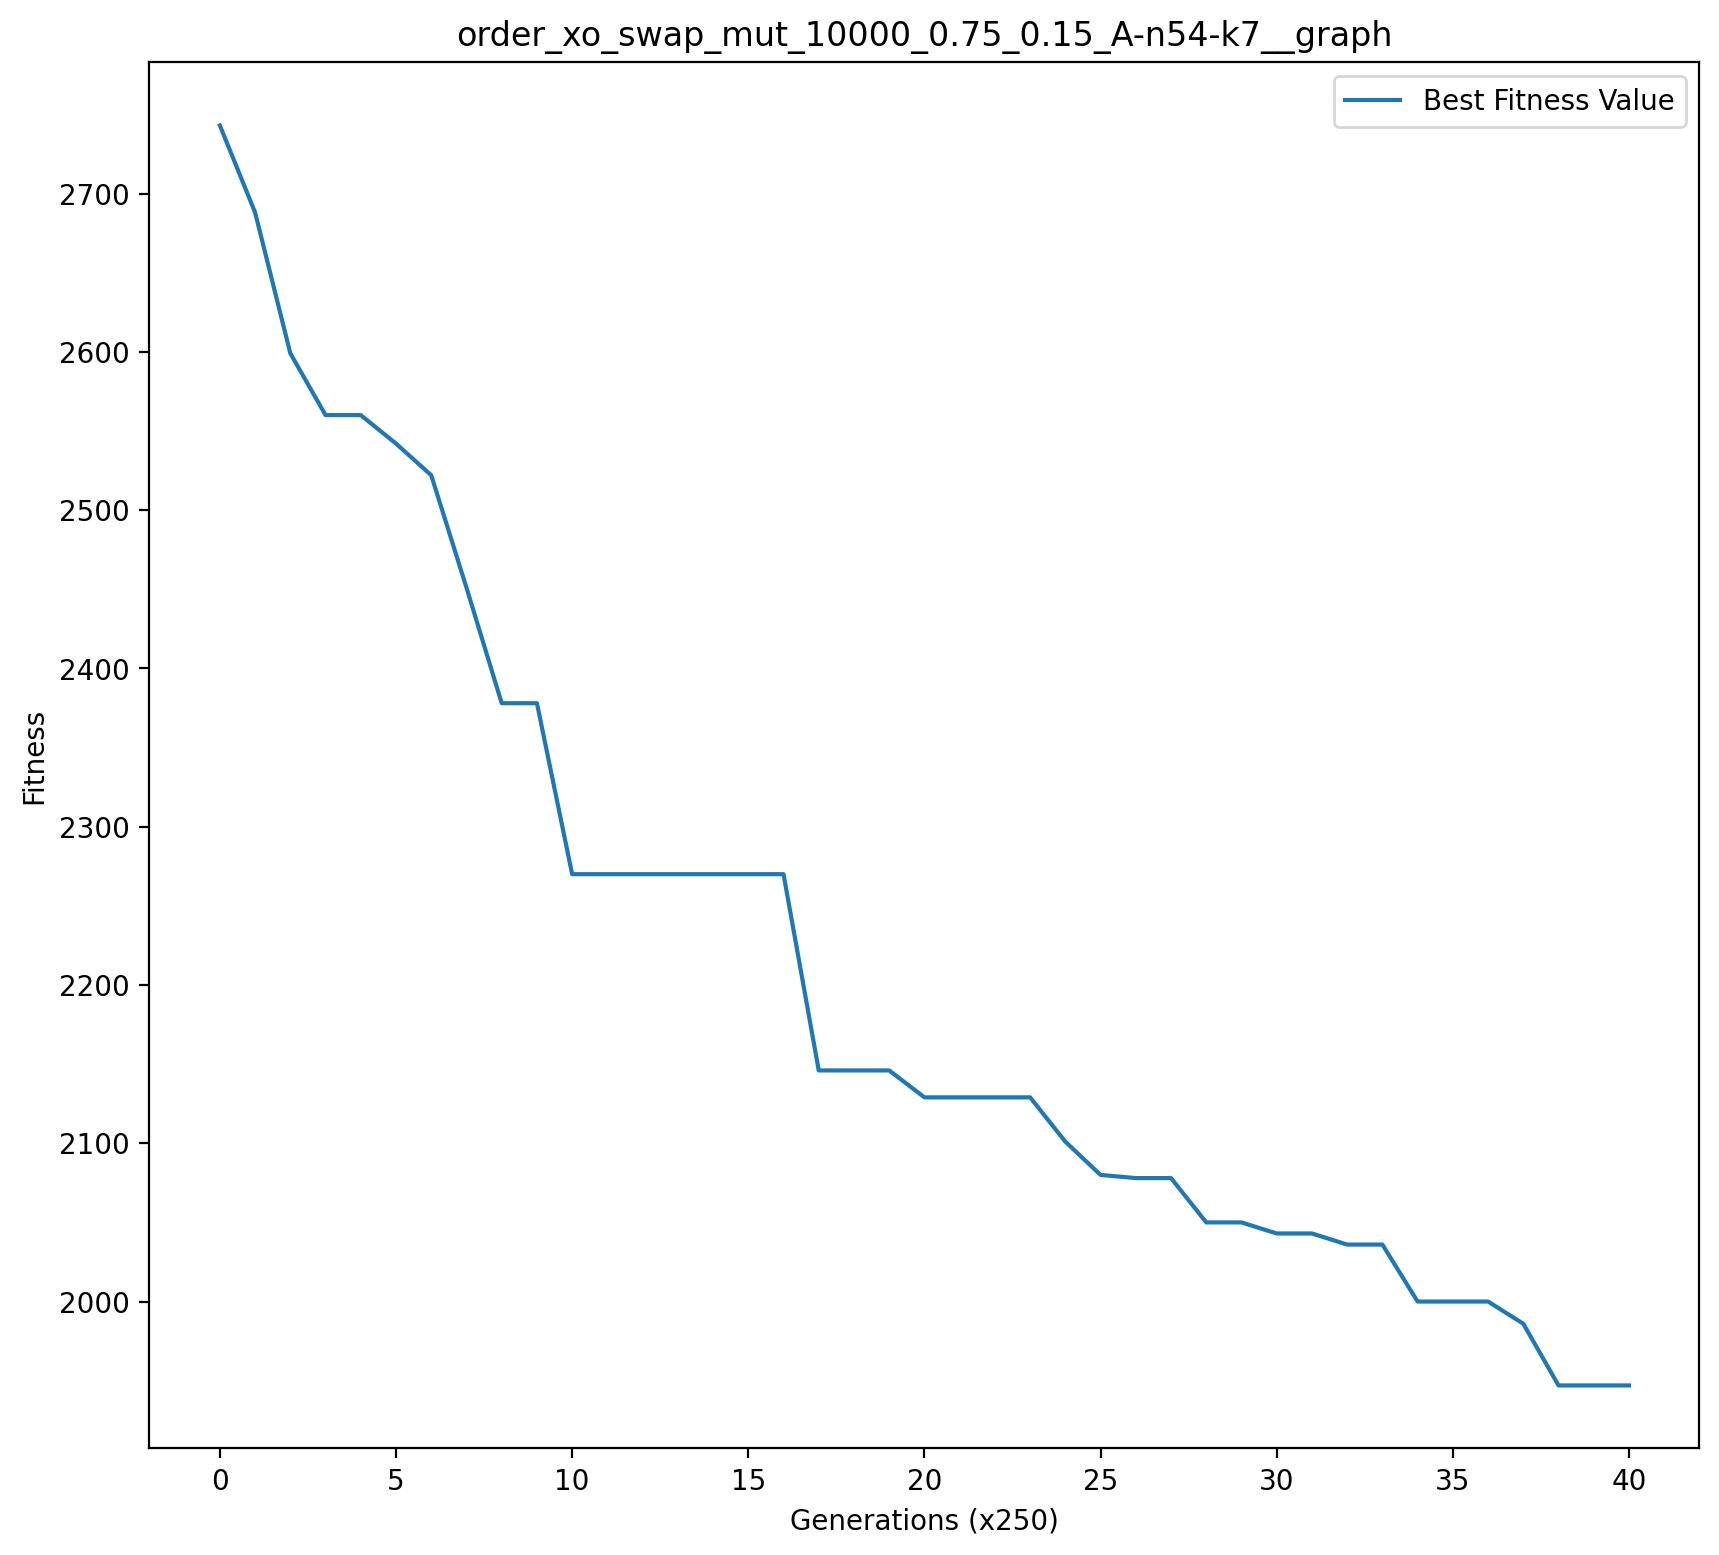 order_xo_swap_mut_10000_0.75_0.15_A-n54-k7__graph
Best Fitness Value
Fitness
2700
2600
2500
2400
2300
2200
2100
2000
0 5 10 15 20 25 30 35 40
Generations (x250)